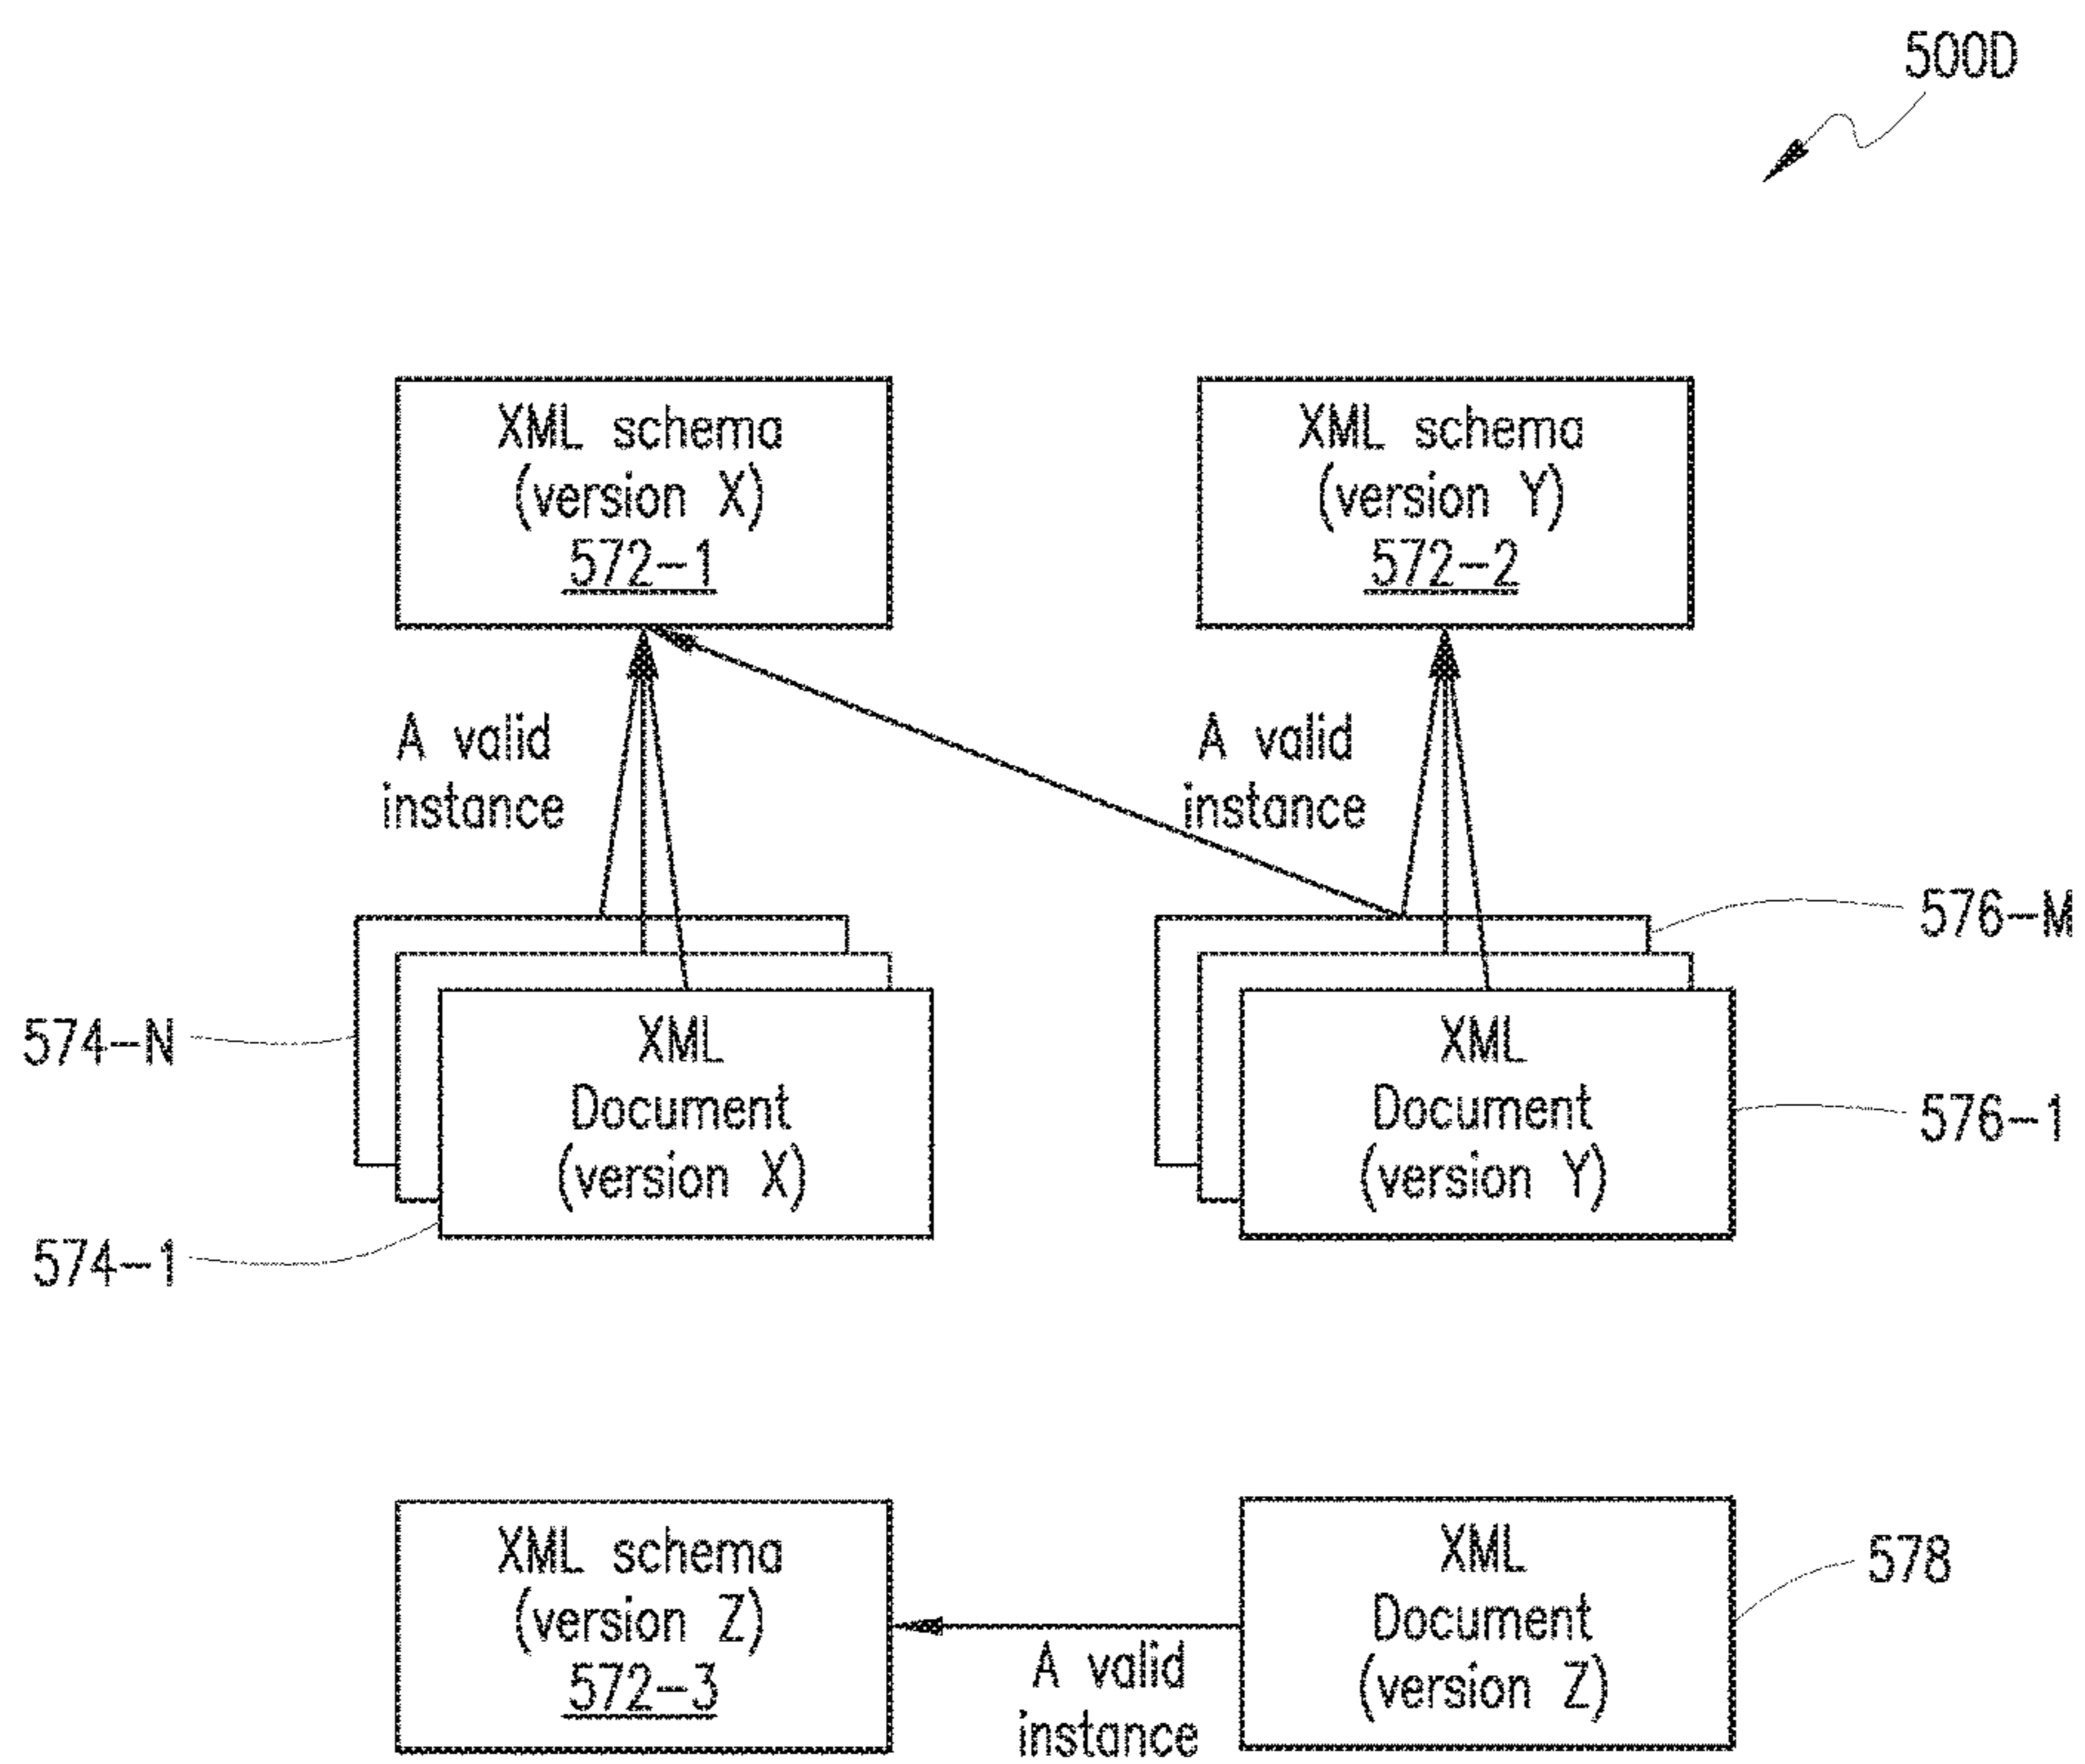 500D
XML schema
(version X)
572-1
XML schema
(version Y)
572-2
A valid
instance
A valid
instance
576-M
574-N
XML
Document
(version X)
XML
Document
(version Y)
576-1
574-1
XML schema
(version Z)
572-3
A valid
instance
XML
Document
(version Z)
578